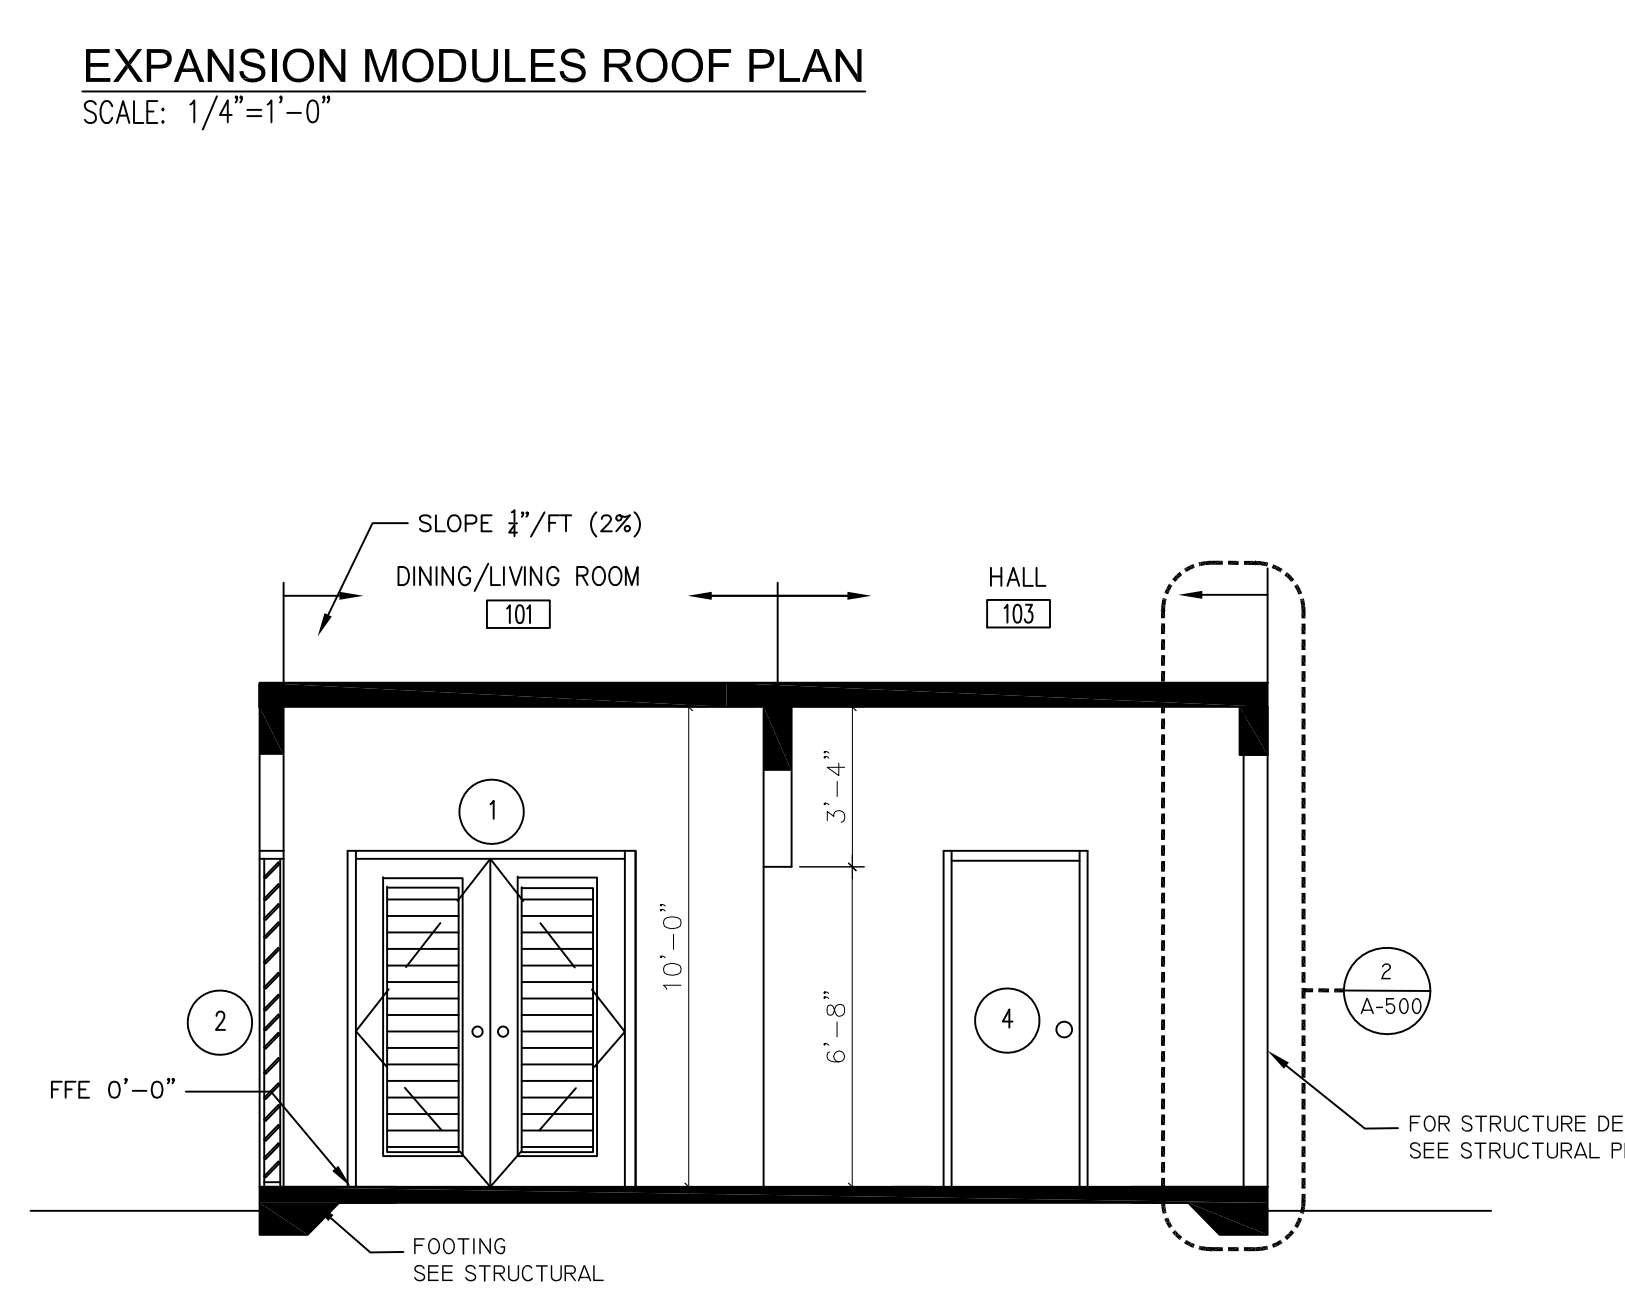 EXPANSION MODULES ROOF PLAN
SCALE: 1/4"=1'-0"
SLOPE 1/4"/FT (2%)
DINING/LIVING ROOM
101
HALL
103
1
3'-4"
10'-0"
6'-8"
2
4
2
A-500
FFE 0'-0"
FOR STRUCTURE DE
SEE STRUCTURAL P
FOOTING
SEE STRUCTURAL